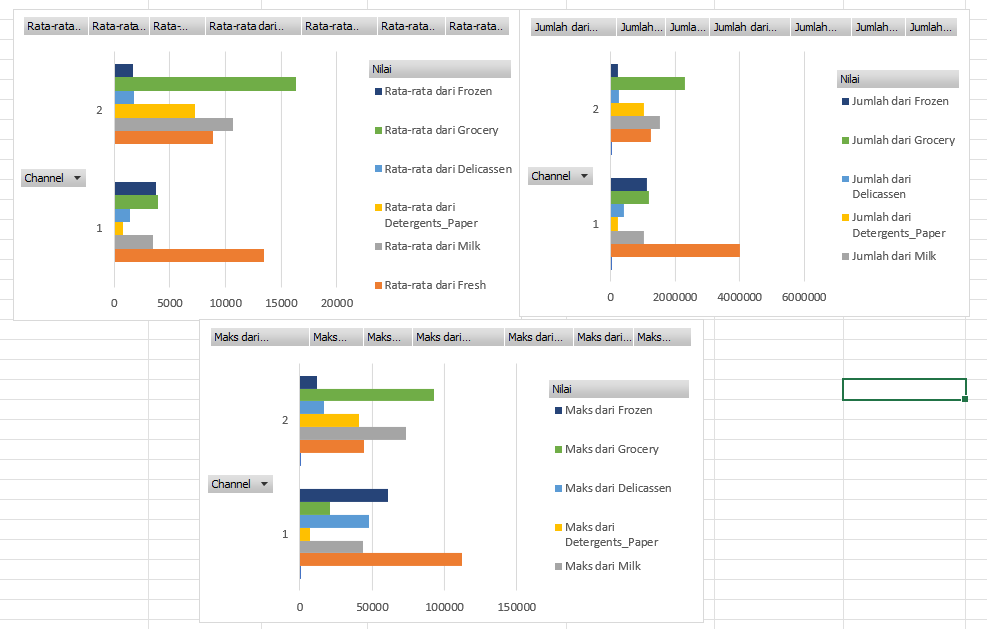 Rata-rata... Rata-rata... Rata-... Rata-rata dari... Rata-rata... Rata-rata... Rata-rata...
Nilai
Rata-rata dari Frozen
Rata-rata dari Grocery
Rata-rata dari Delicassen
Rata-rata dari
Detergents_Paper
Rata-rata dari Milk
Rata-rata dari Fresh
2
Channel
1
0 5000 10000 15000 20000
Jumlah dari... Jumlah... Jumla... Jumlah dari... Jumlah... Jumlah... Jumlah...
Nilai
Jumlah dari Frozen
Jumlah dari Grocery
Jumlah dari
Delicassen
Jumlah dari
Detergents_Paper
Jumlah dari Milk
2
Channel
1
0 2000000 4000000 6000000
Maks dari... Maks... Maks... Maks dari... Maks dari... Maks dari... Maks...
Nilai
Maks dari Frozen
Maks dari Grocery
Maks dari Delicassen
Maks dari
Detergents_Paper
Maks dari Milk
2
Channel
1
0 50000 100000 150000